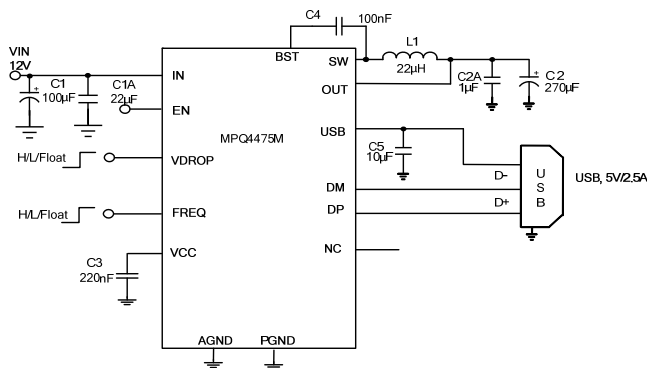 C4
100nF
VIN
12V
BST
SW
L1
22µH
IN
C1
100µF
C1A
22µF
OUT
C2A
1µF
C2
270µF
EN
MPQ4475M
USB
C5
10µF
H/L/Float
VDROP
D-
USB
USB, 5V/2.5A
DM
D+
H/L/Float
FREQ
DP
VCC
NC
C3
220nF
AGND
PGND